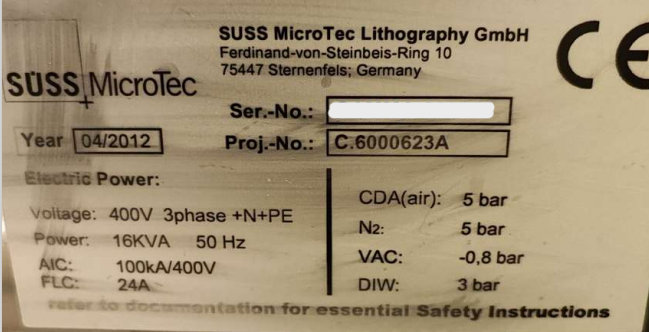 SUSS MicroTec Lithography GmbH
Ferdinand-von-Steinbeis-Ring 10
75447 Sternenfels; Germany
CE
SÜSS MicroTec
Ser.-No.:
Year 04/2012
Proj.-No.: C.6000623A
Electric Power:
Voltage: 400V 3phase +N+PE
Power: 16KVA 50 Hz
AIC: 100kA/400V
FLC: 24A
CDA(air): 5 bar
N2: 5 bar
VAC: -0,8 bar
DIW: 3 bar
refer to documentation for essential Safety Instructions